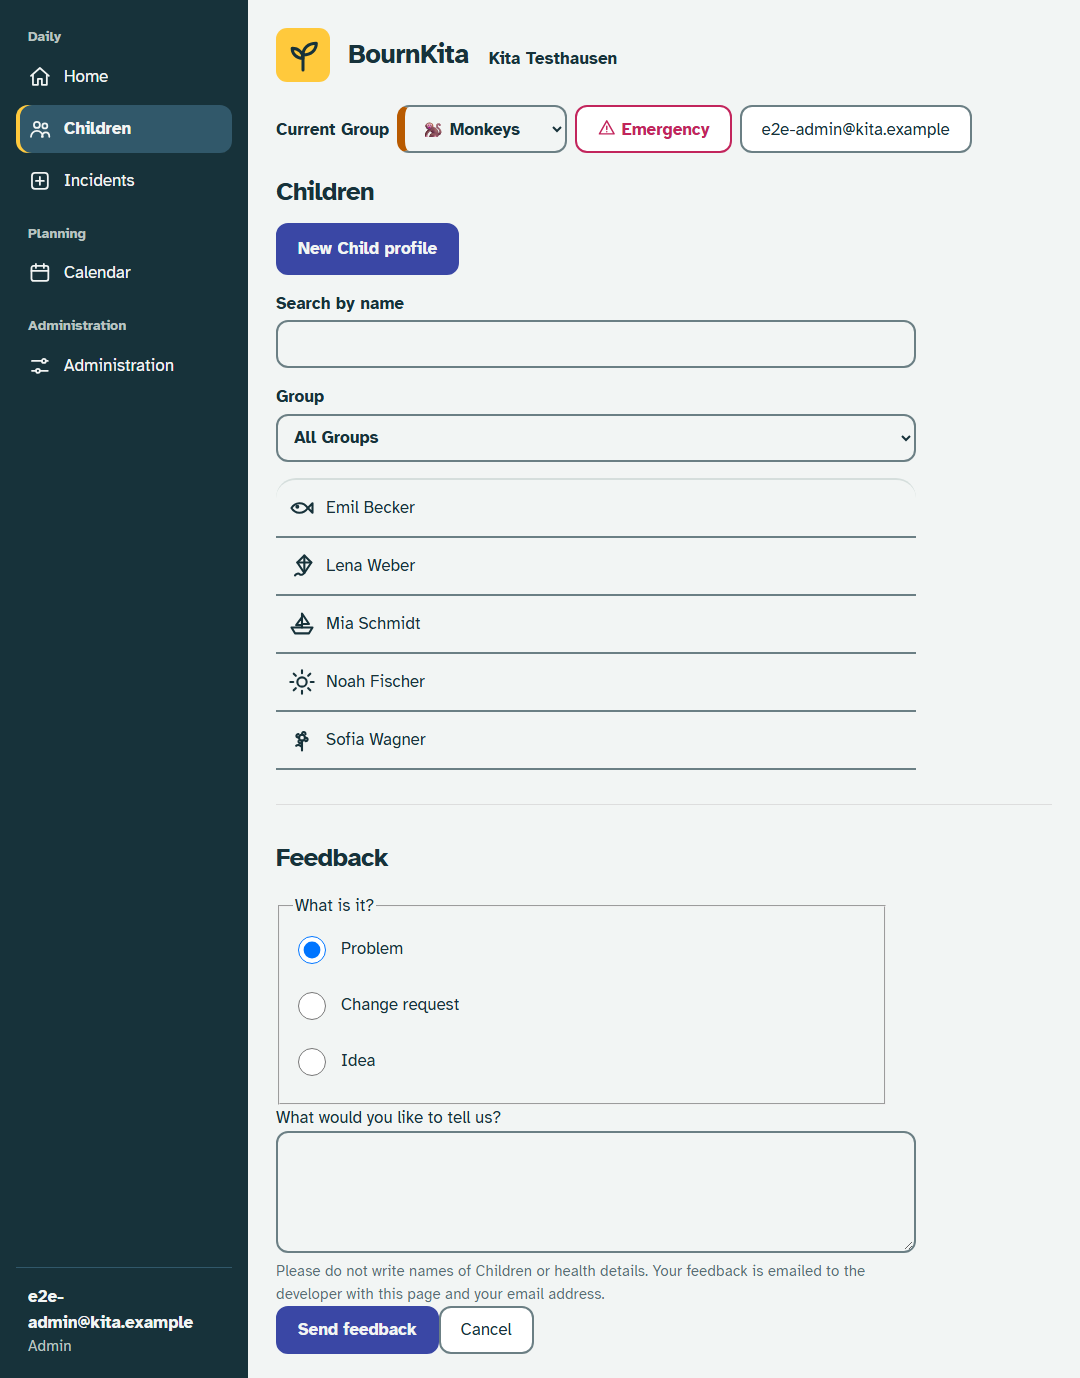 Daily
Home
Children
Incidents
Planning
Calendar
Administration
Administration
e2e-
admin@kita.example
Admin
BournKita
Kita Testhausen
Current Group
Monkeys
Emergency
e2e-admin@kita.example
Children
New Child profile
Search by name
Group
All Groups
Emil Becker
Lena Weber
Mia Schmidt
Noah Fischer
Sofia Wagner
Feedback
What is it?
Problem
Change request
Idea
What would you like to tell us?
Please do not write names of Children or health details. Your feedback is emailed to the
developer with this page and your email address.
Send feedback
Cancel